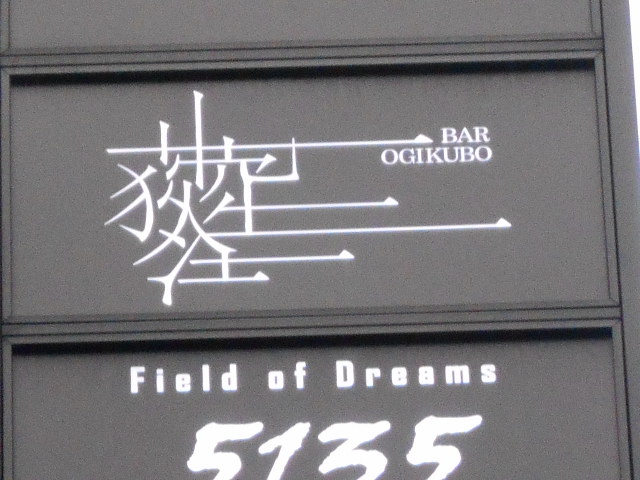 荻窪
BAR
OGIKUBO
Field of Dreams
5135